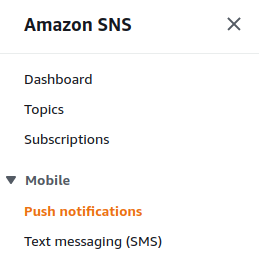 Amazon SNS
Dashboard
Topics
Subscriptions
Mobile
Push notifications
Text messaging (SMS)